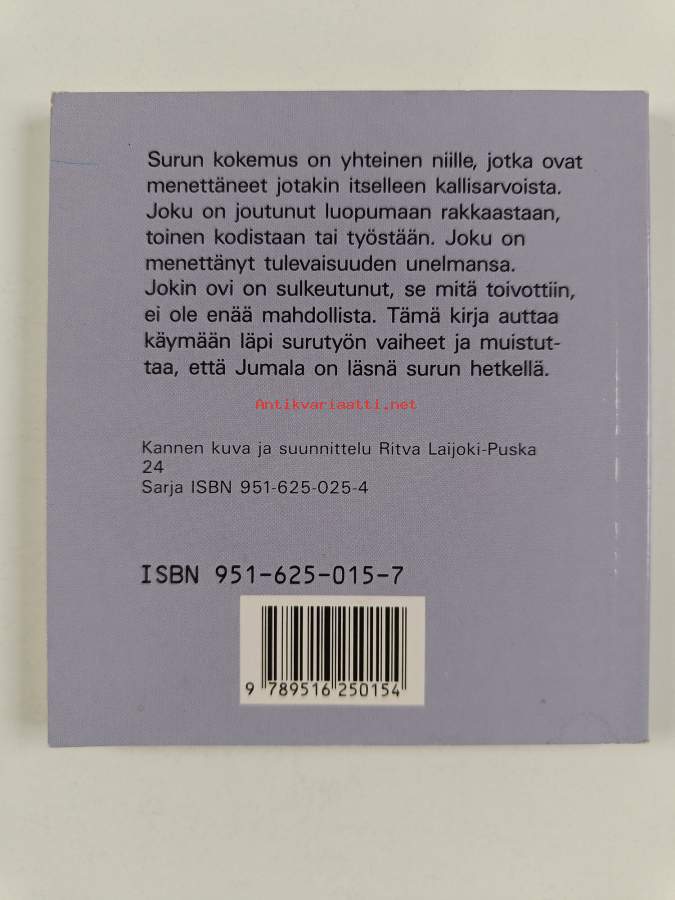 Surun kokemus on yhteinen niille, jotka ovat
menettäneet jotakin itselleen kallisarvoista.
Joku on joutunut luopumaan rakkaastaan,
toinen kodistaan tai työstään. Joku on
menettänyt tulevaisuuden unelmansa.
Jokin ovi on sulkeutunut, se mitä toivottiin,
ei ole enää mahdollista. Tämä kirja auttaa
käymään läpi surutyön vaiheet ja muistut-
taa, että Jumala on läsnä surun hetkellä.
Antikvariaatti.net
Kannen kuva ja suunnittelu Ritva Laijoki-Puska
24
Sarja ISBN 951-625-025-4
ISBN 951-625-015-7
9 789516 250154